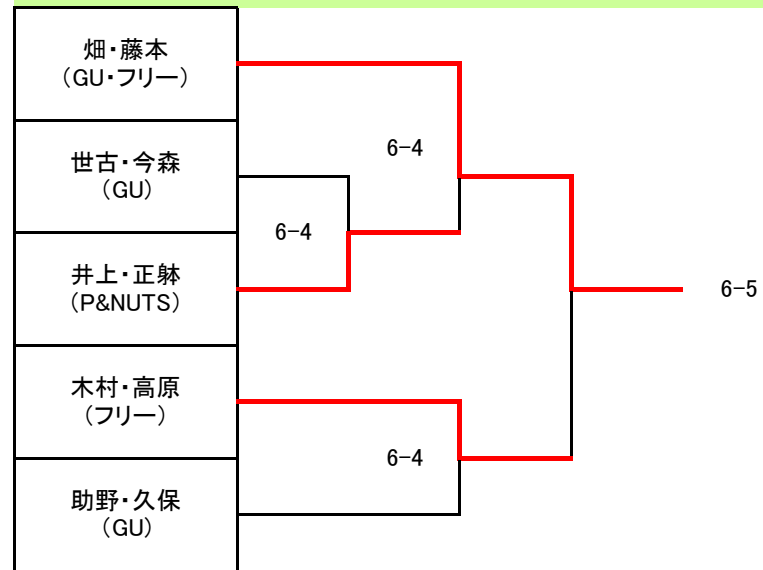 畑・藤本
(GU・フリー)
6-4
世古・今森
(GU)
6-4
井上・正躰
(P&NUTS)
6-5
木村・高原
(フリー)
6-4
助野・久保
(GU)